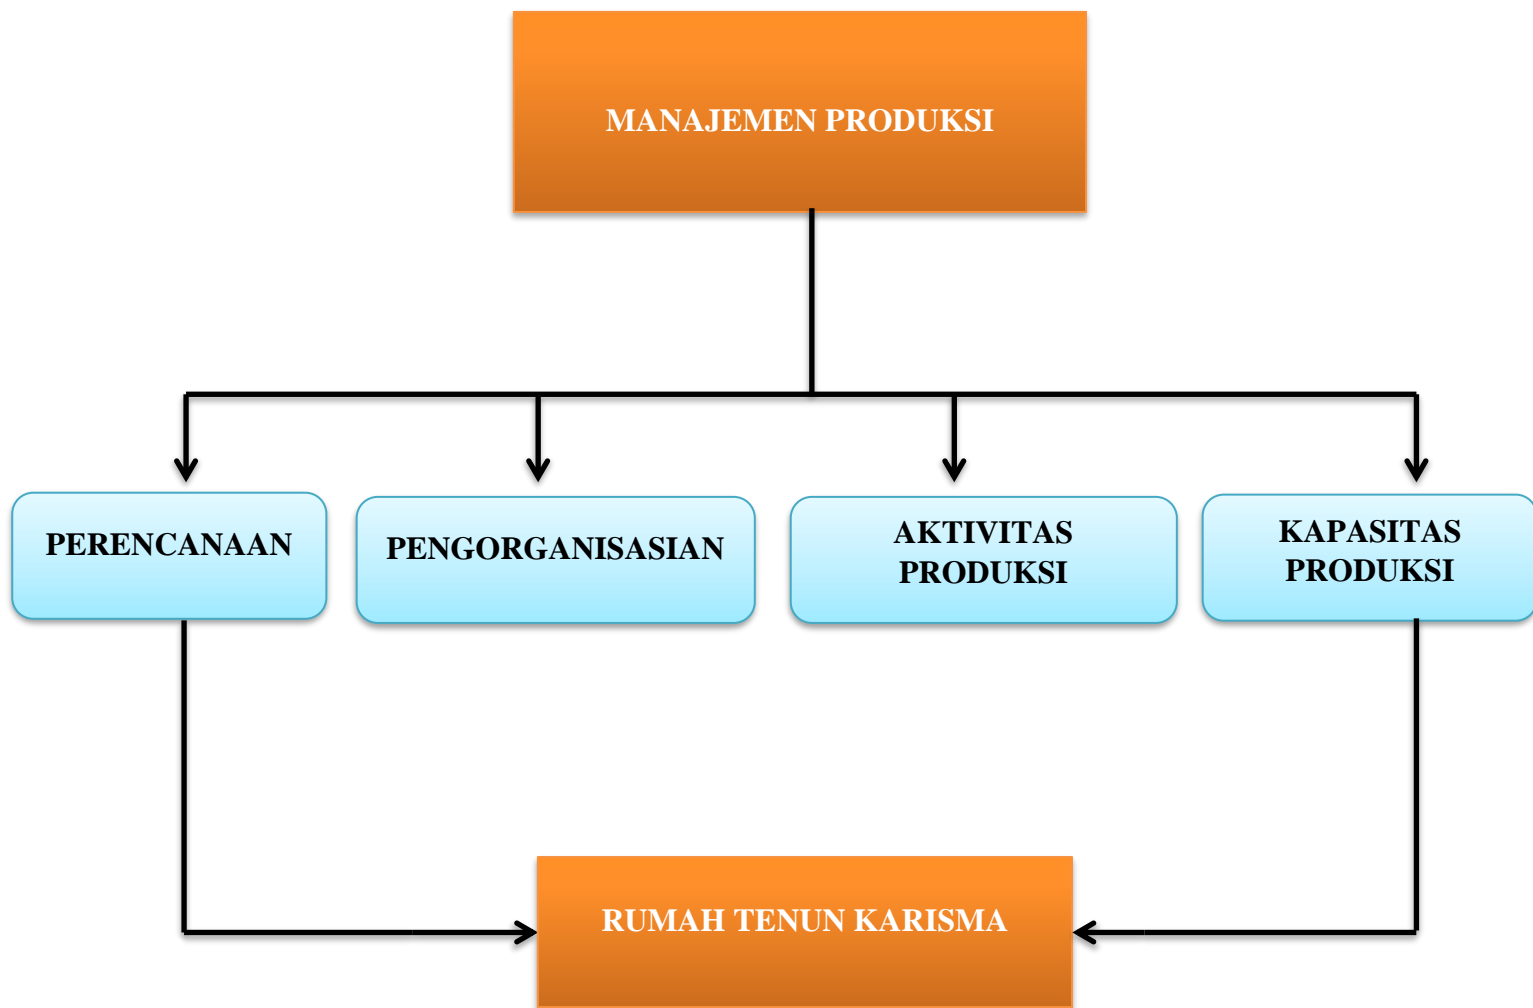 MANAJEMEN PRODUKSI
PERENCANAAN
PENGORGANISASIAN
AKTIVITAS
PRODUKSI
KAPASITAS
PRODUKSI
RUMAH TENUN KARISMA